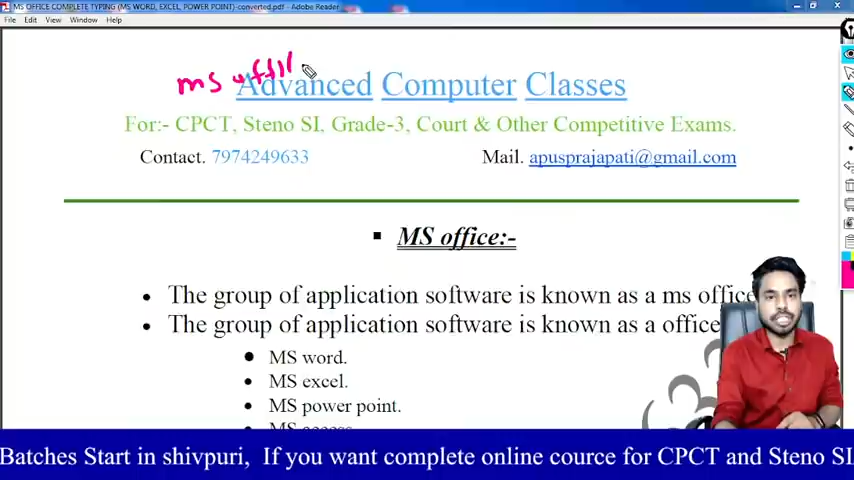 MS OFFICE COMPLETE TYPING (MS WORD, EXCEL, POWER POINT)-converted.pdf - Adobe Reader
File Edit View Window Help
ms offi
Advanced Computer Classes
For:- CPCT, Steno SI, Grade-3, Court & Other Competitive Exams.
Contact. 7974249633 Mail. apusprajapati@gmail.com
▪ MS office:-
• The group of application software is known as a ms office
• The group of application software is known as a office
• MS word.
• MS excel.
• MS power point.
• MS access
Batches Start in shivpuri, If you want complete online cource for CPCT and Steno SI